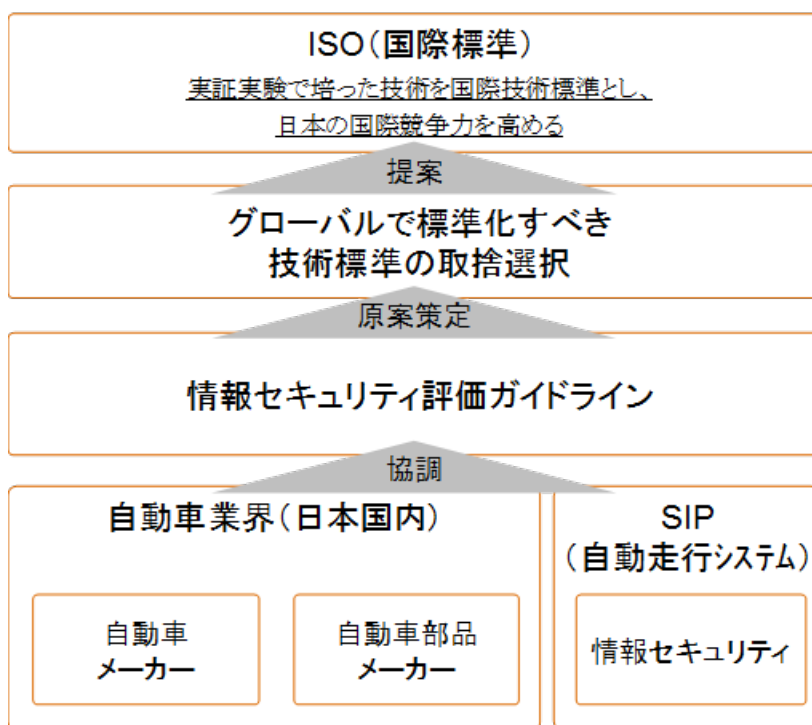 ISO（国際標準）
実証実験で培った技術を国際技術標準とし、
日本の国際競争力を高める
提案
グローバルで標準化すべき
技術標準の取捨選択
原案策定
情報セキュリティ評価ガイドライン
協調
自動車業界（日本国内）
自動車
メーカー
自動車部品
メーカー
SIP
（自動走行システム）
情報セキュリティ